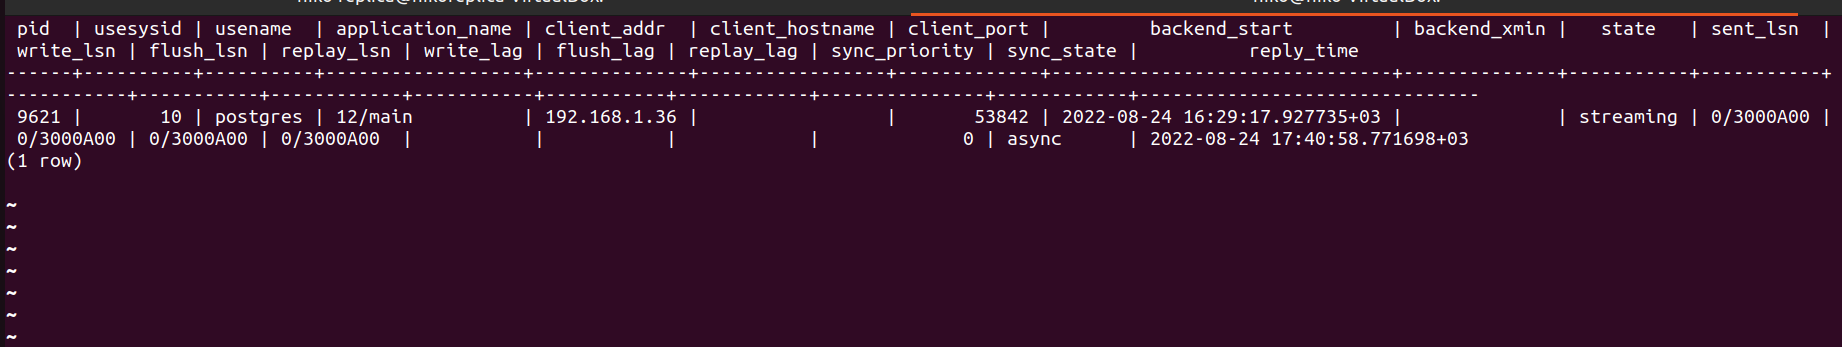 pid | usesysid | usename | application_name | client_addr | client_hostname | client_port | backend_start | backend_xmin | state | sent_lsn |
write_lsn | flush_lsn | replay_lsn | write_lag | flush_lag | replay_lag | sync_priority | sync_state | reply_time
------+----------+----------+------------------+--------------+-----------------+-------------+-------------------------------+--------------+-----------+-----------+
-----------+-----------+------------+-----------+-----------+------------+---------------+------------+-------------------------------
9621 | 10 | postgres | 12/main | 192.168.1.36 | | 53842 | 2022-08-24 16:29:17.927735+03 | | streaming | 0/3000A00 |
0/3000A00 | 0/3000A00 | 0/3000A00 | | | | 0 | async | 2022-08-24 17:40:58.771698+03
(1 row)
~
~
~
~
~
~
~